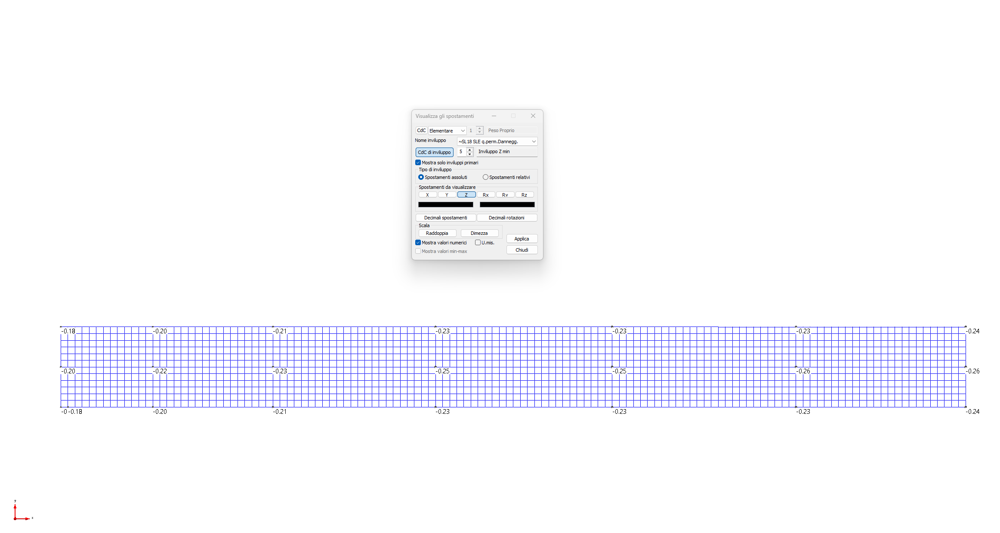 Visualizza gli spostamenti
CdC Elementare 1 Peso Proprio
Nome inviluppo ~SL18 SLE q.perm.Dannegg.
CdC di inviluppo 5 Inviluppo Z min
Mostra solo inviluppi primari
Tipo di inviluppo
Spostamenti assoluti Spostamenti relativi
Spostamenti da visualizzare
X Y Z Rx Ry Rz
Decimali spostamenti Decimali rotazioni
Scala
Raddoppia Dimezza
Applica
Mostra valori numerici U.mis.
Chiudi
Mostra valori min-max
-0.18 -0.20 -0.21 -0.23 -0.23 -0.23 -0.24
-0.20 -0.22 -0.23 -0.25 -0.25 -0.26 -0.26
-0 -0.18 -0.20 -0.21 -0.23 -0.23 -0.23 -0.24
y
x